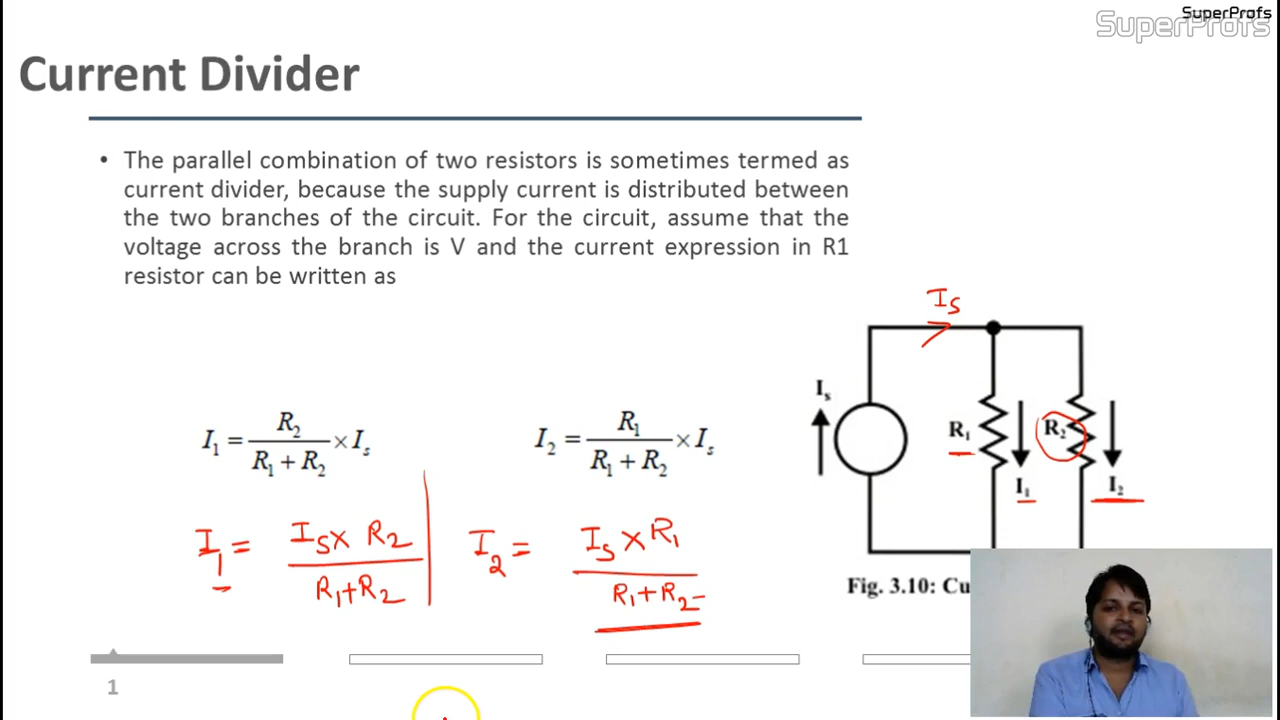 SuperProfs
SuperProfs
Current Divider
• The parallel combination of two resistors is sometimes termed as
current divider, because the supply current is distributed between
the two branches of the circuit. For the circuit, assume that the
voltage across the branch is V and the current expression in R1
resistor can be written as
I₁ = R₂ / (R₁ + R₂) × Iₛ
I₂ = R₁ / (R₁ + R₂) × Iₛ
I₁ = Iₛ × R₂ / (R₁ + R₂)
I₂ = Iₛ × R₁ / (R₁ + R₂)
Iₛ
Iₛ
R₁
R₂
I₁
I₂
Fig. 3.10: Cu
1